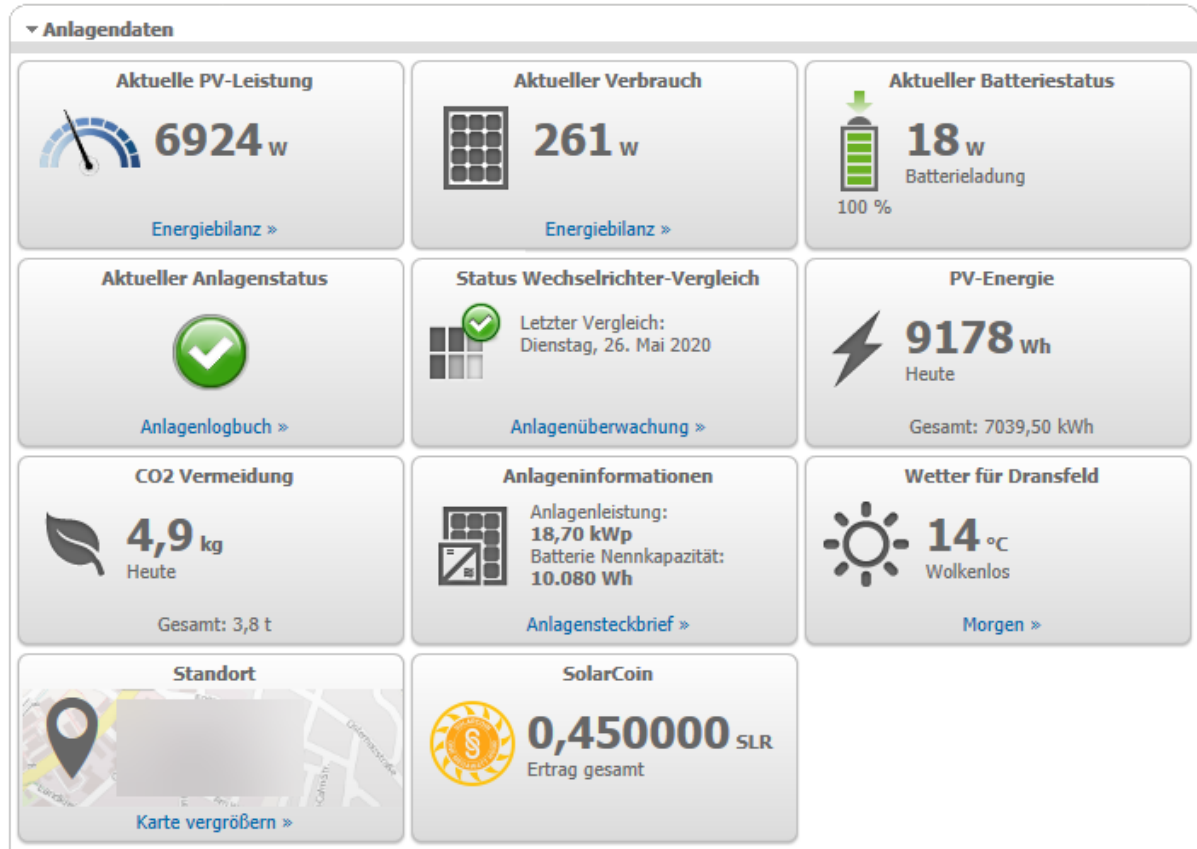 Anlagendaten
Aktuelle PV-Leistung
6924 W
Energiebilanz »
Aktueller Verbrauch
261 W
Energiebilanz »
Aktueller Batteriestatus
18 W
Batterieladung
100 %
Aktueller Anlagenstatus
Anlagenlogbuch »
Status Wechselrichter-Vergleich
Letzter Vergleich:
Dienstag, 26. Mai 2020
Anlagenüberwachung »
PV-Energie
9178 Wh
Heute
Gesamt: 7039,50 kWh
CO2 Vermeidung
4,9 kg
Heute
Gesamt: 3,8 t
Anlageninformationen
Anlagenleistung:
18,70 kWp
Batterie Nennkapazität:
10.080 Wh
Anlagensteckbrief »
Wetter für Dransfeld
14 °C
Wolkenlos
Morgen »
Standort
Karte vergrößern »
SolarCoin
0,450000 SLR
Ertrag gesamt